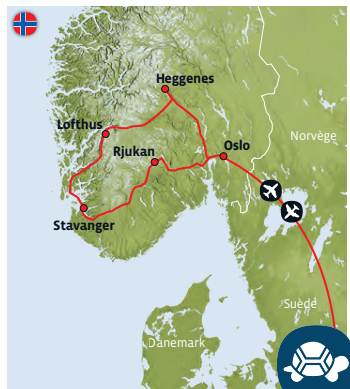 Heggenes
Lofthus
Oslo
Rjukan
Norvège
Stavanger
Suède
Danemark